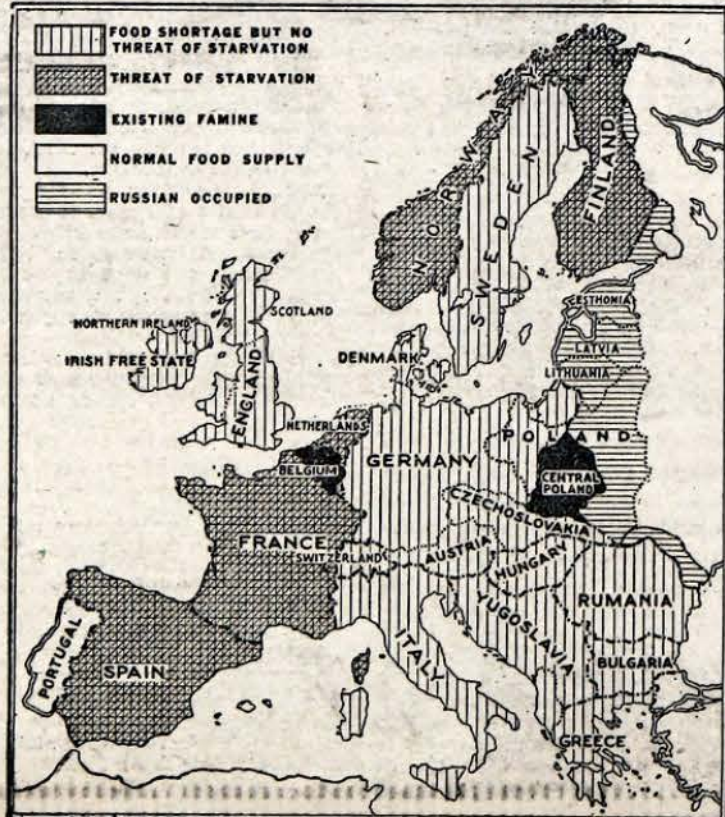 FOOD SHORTAGE BUT NO
THREAT OF STARVATION
THREAT OF STARVATION
EXISTING FAMINE
NORMAL FOOD SUPPLY
RUSSIAN OCCUPIED
NORWAY
SWEDEN
FINLAND
SCOTLAND
NORTHERN IRELAND
IRISH FREE STATE
ENGLAND
DENMARK
ESTHONIA
LATVIA
LITHUANIA
NETHERLANDS
BELGIUM
GERMANY
POLAND
CENTRAL
POLAND
CZECHOSLOVAKIA
FRANCE
SWITZERLAND
AUSTRIA
HUNGARY
RUMANIA
YUGOSLAVIA
ITALY
BULGARIA
PORTUGAL
SPAIN
GREECE